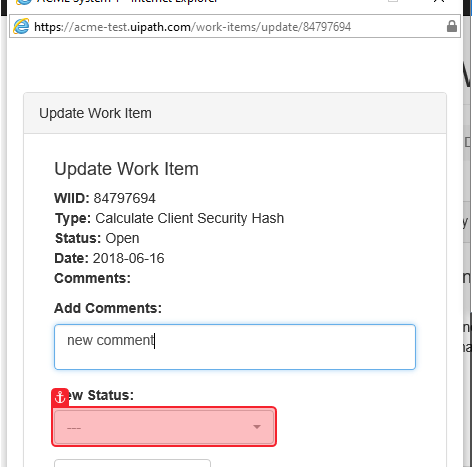 ACME System 1 - Internet Explorer
https://acme-test.uipath.com/work-items/update/84797694
Update Work Item
Update Work Item
WIID: 84797694
Type: Calculate Client Security Hash
Status: Open
Date: 2018-06-16
Comments:
Add Comments:
new comment
Status:
---